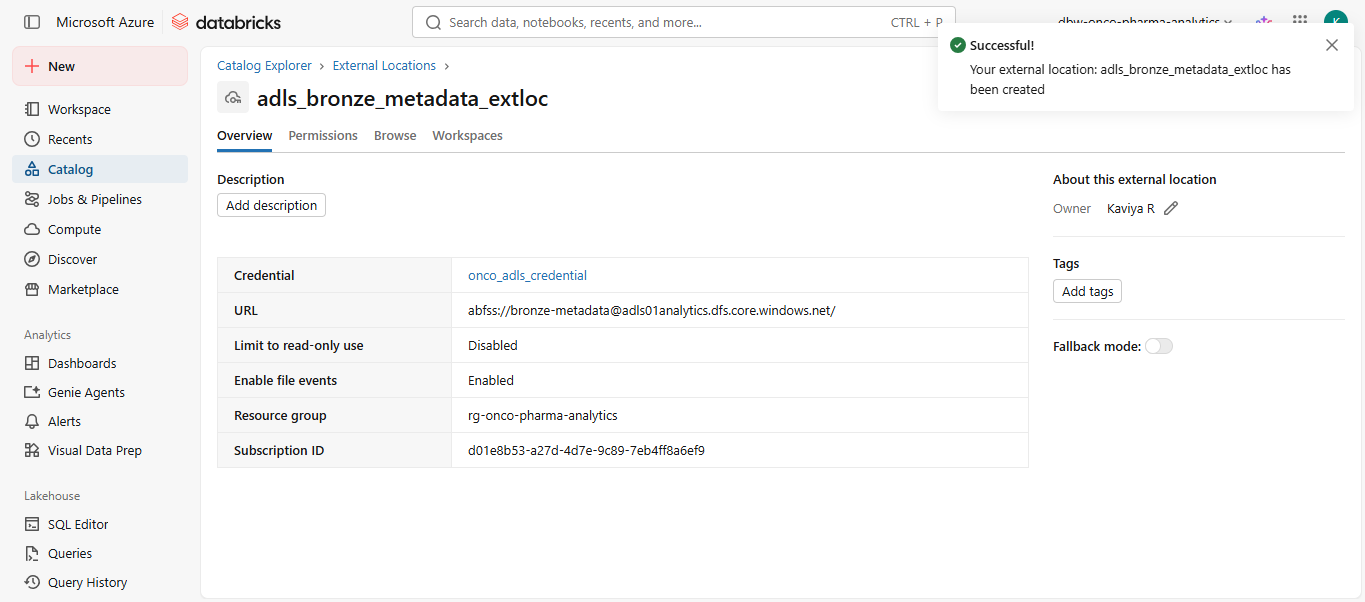 Microsoft Azure
databricks
Search data, notebooks, recents, and more...
CTRL + P
dbw-onco-pharma-analytics
K
Successful!
Your external location: adls_bronze_metadata_extloc has
been created
New
Workspace
Recents
Catalog
Jobs & Pipelines
Compute
Discover
Marketplace
Analytics
Dashboards
Genie Agents
Alerts
Visual Data Prep
Lakehouse
SQL Editor
Queries
Query History
Catalog Explorer > External Locations >
adls_bronze_metadata_extloc
Overview Permissions Browse Workspaces
Description
Add description
Credential onco_adls_credential
URL abfss://bronze-metadata@adls01analytics.dfs.core.windows.net/
Limit to read-only use Disabled
Enable file events Enabled
Resource group rg-onco-pharma-analytics
Subscription ID d01e8b53-a27d-4d7e-9c89-7eb4ff8a6ef9
About this external location
Owner Kaviya R
Tags
Add tags
Fallback mode: